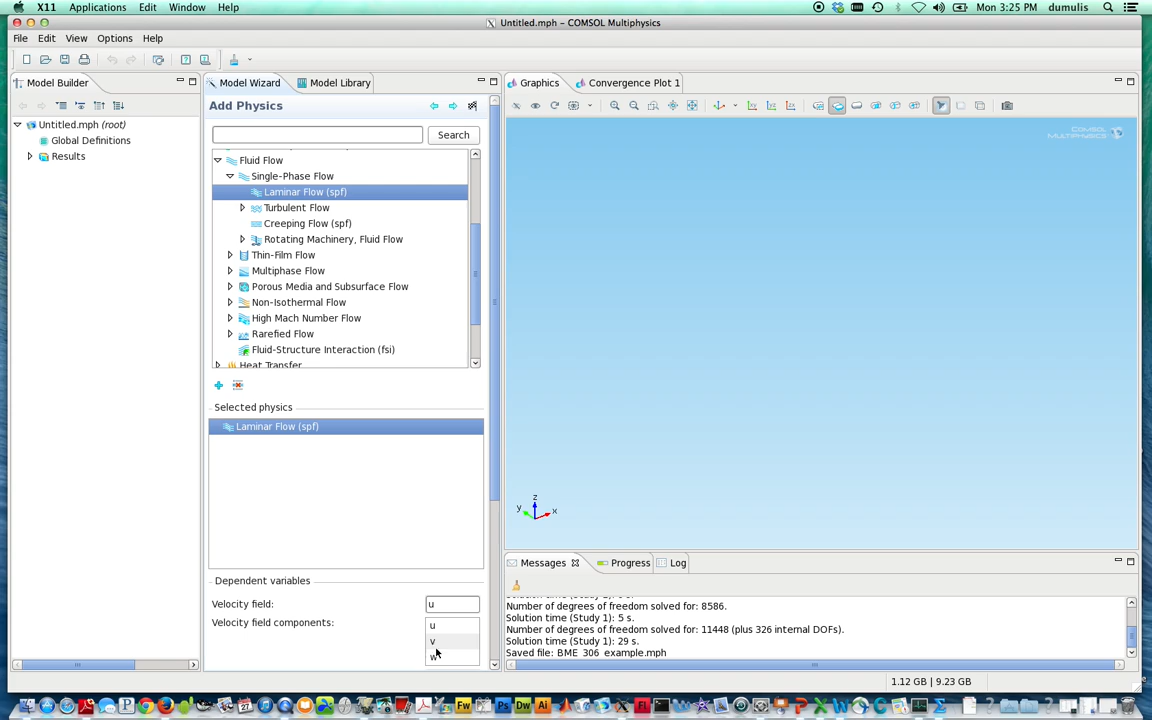 X11 Applications Edit Window Help
Mon 3:25 PM dumulis
Untitled.mph – COMSOL Multiphysics
File Edit View Options Help
Model Builder
Model Wizard
Model Library
Graphics
Convergence Plot 1
Add Physics
Search
Untitled.mph (root)
Global Definitions
Results
Fluid Flow
Single-Phase Flow
Laminar Flow (spf)
Turbulent Flow
Creeping Flow (spf)
Rotating Machinery, Fluid Flow
Thin-Film Flow
Multiphase Flow
Porous Media and Subsurface Flow
Non-Isothermal Flow
High Mach Number Flow
Rarefied Flow
Fluid-Structure Interaction (fsi)
Heat Transfer
Selected physics
Laminar Flow (spf)
Dependent variables
Velocity field: u
Velocity field components: u
v
w
COMSOL
MULTIPHYSICS
z
y
x
Messages
Progress
Log
Number of degrees of freedom solved for: 8586.
Solution time (Study 1): 5 s.
Number of degrees of freedom solved for: 11448 (plus 326 internal DOFs).
Solution time (Study 1): 29 s.
Saved file: BME_306_example.mph
1.12 GB | 9.23 GB